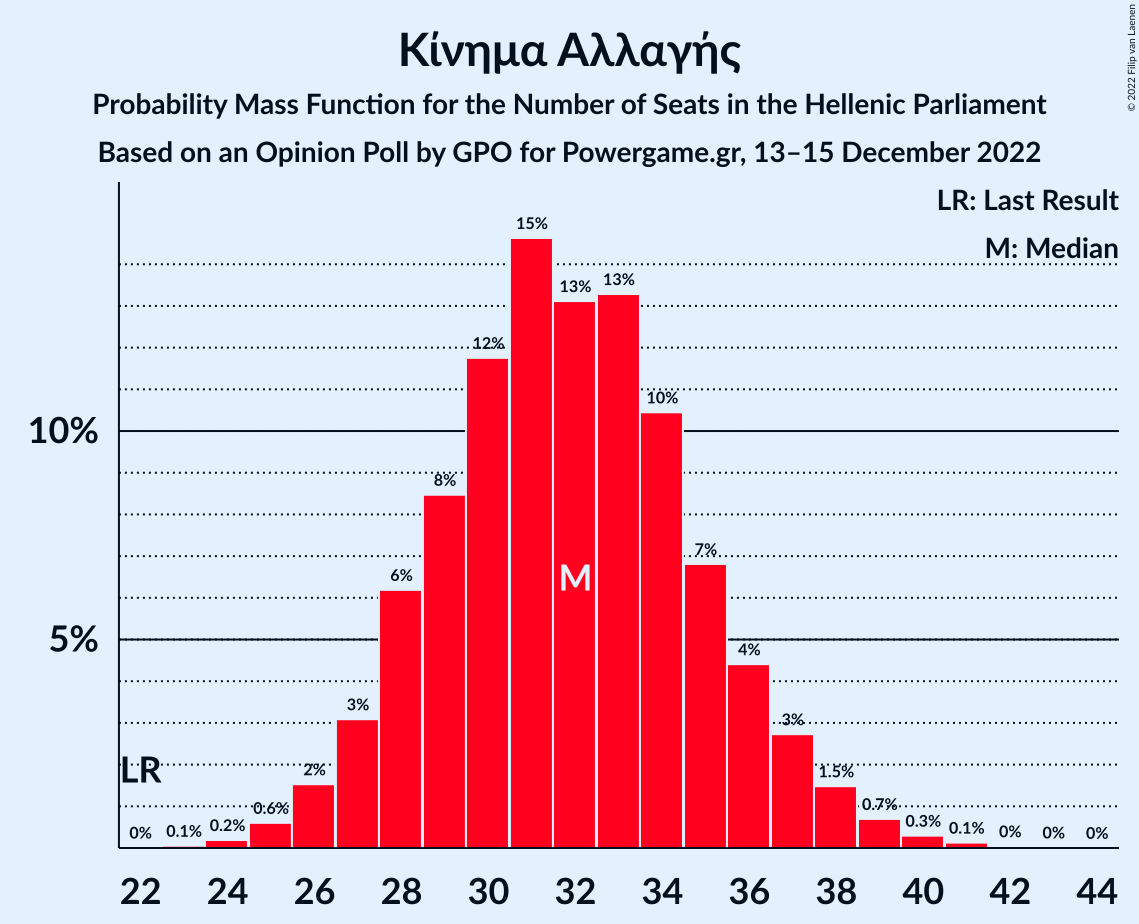 Κίνημα Αλλαγής
Probability Mass Function for the Number of Seats in the Hellenic Parliament
Based on an Opinion Poll by GPO for Powergame.gr, 13–15 December 2022
© 2022 Filip van Laenen
LR: Last Result
M: Median
15%
13%
13%
12%
10%
10%
8%
7%
6%
M
5%
4%
3%
3%
LR
2%
1.5%
0%
0.1%
0.2%
0.6%
0.7%
0.3%
0.1%
0%
0%
0%
22 24 26 28 30 32 34 36 38 40 42 44